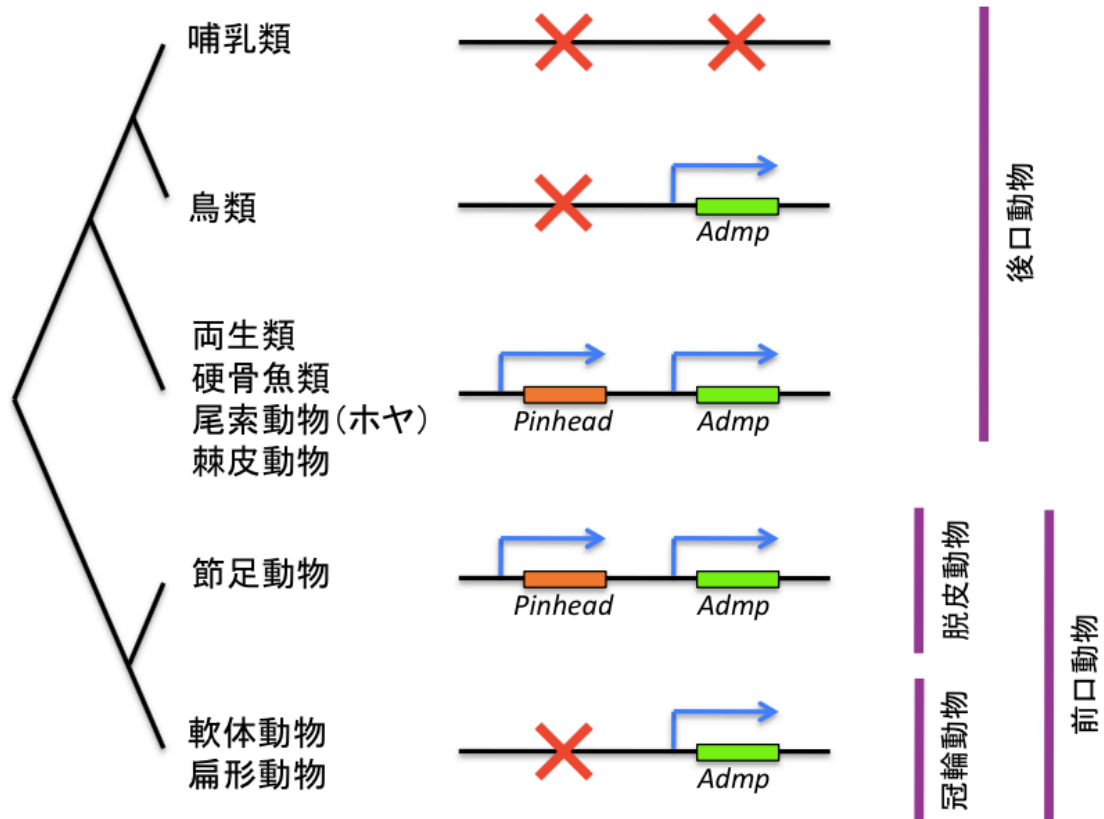 哺乳類
鳥類
Admp
両生類
硬骨魚類
尾索動物(ホヤ)
棘皮動物
Pinhead
Admp
後口動物
節足動物
Pinhead
Admp
脱皮動物
軟体動物
扁形動物
Admp
冠輪動物
前口動物